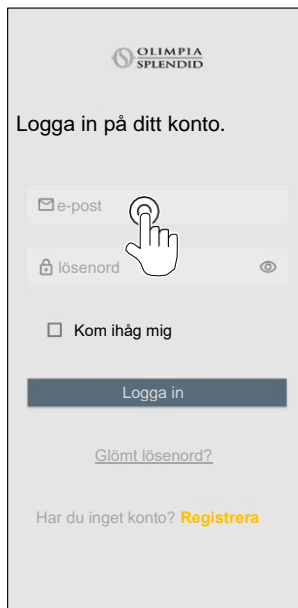 OLIMPIA
SPLENDID
Logga in på ditt konto.
e-post
lösenord
Kom ihåg mig
Logga in
Glömt lösenord?
Har du inget konto? Registrera